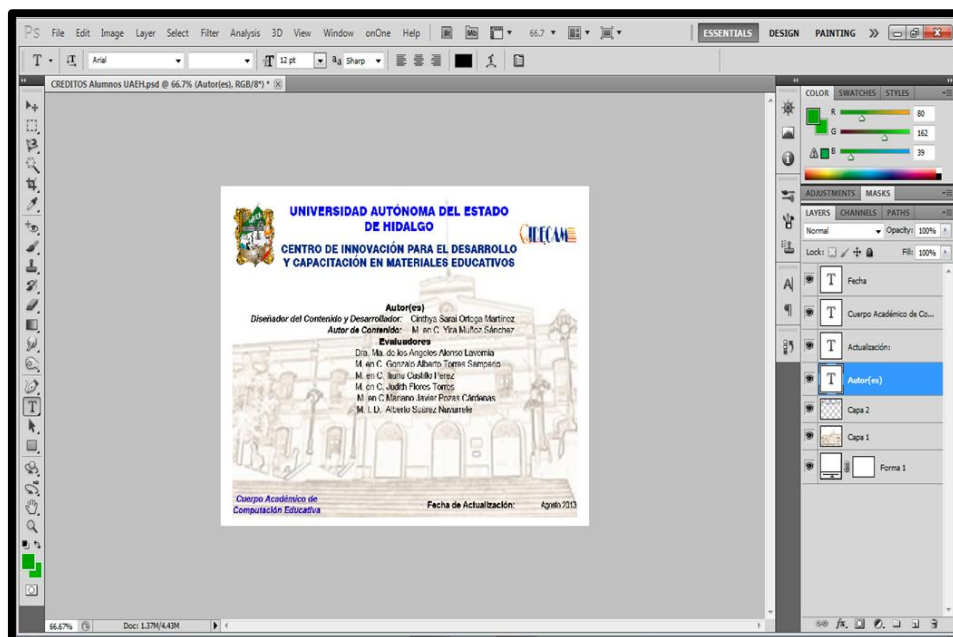 Ps File Edit Image Layer Select Filter Analysis 3D View Window onOne Help Br Mb 66.7 ESSENTIALS DESIGN PAINTING
T Arial 12 pt aa Sharp
CREDITOS Alumnos UAEH.psd @ 66.7% (Autor(es), RGB/8*) *
COLOR SWATCHES STYLES
R 80
G 162
B 39
ADJUSTMENTS MASKS
LAYERS CHANNELS PATHS
Normal Opacity: 100%
Lock: Fill: 100%
T Fecha
T Cuerpo Académico de Co...
T Actualización:
T Autor(es)
Capa 2
Capa 1
Forma 1
UNIVERSIDAD AUTÓNOMA DEL ESTADO
DE HIDALGO
CIDECAME
CENTRO DE INNOVACIÓN PARA EL DESARROLLO
Y CAPACITACIÓN EN MATERIALES EDUCATIVOS
Autor(es)
Diseñador del Contenido y Desarrollador: Cinthya Sarai Ortega Martínez
Autor de Contenido: M. en C. Yira Muñoz Sánchez
Evaluadores
Dra. Ma. de los Angeles Alonso Lavernia
M. en C. Gonzalo Alberto Torres Samperio
M. en C. Iliana Castillo Pérez
M. en C. Judith Flores Torres
M. en C. Mariano Javier Pozas Cárdenas
M. I. D. Alberto Suárez Navarrete
Cuerpo Académico de
Computación Educativa
Fecha de Actualización: Agosto 2013
66.67% Doc: 1.37M/4.43M